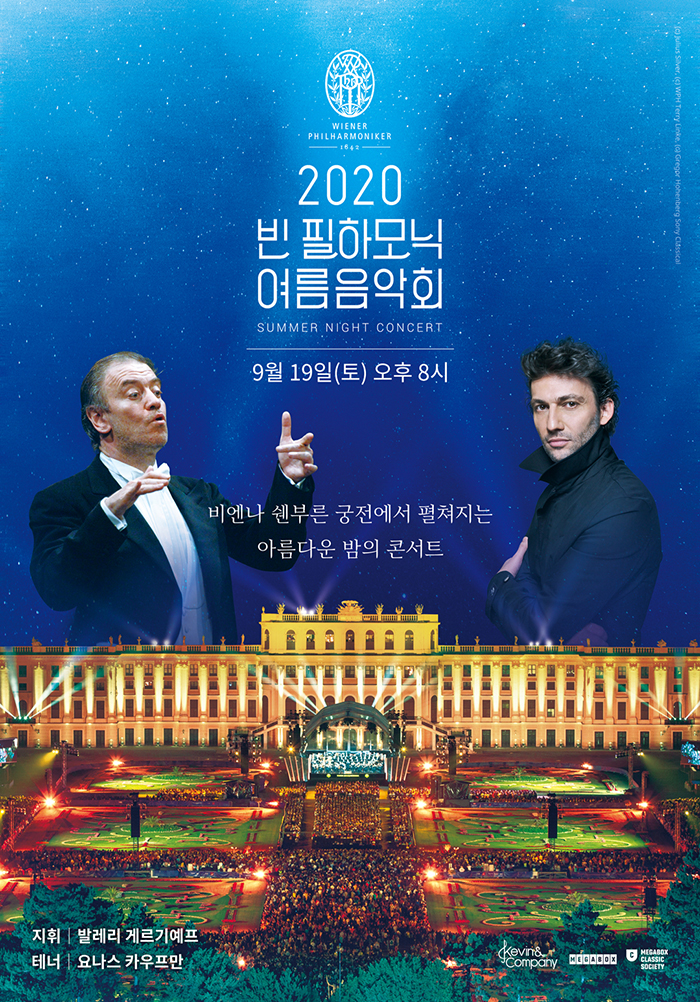 WIENER
PHILHARMONIKER
1842
2020
빈 필하모닉
여름음악회
SUMMER NIGHT CONCERT
9월 19일(토) 오후 8시
비엔나 쉔부른 궁전에서 펼쳐지는
아름다운 밤의 콘서트
지휘 | 발레리 게르기예프
테너 | 요나스 카우프만
Kevin&
Company
MEGABOX
MEGABOX
CLASSIC
SOCIETY
(c) Julius Silver, (c) WPH Terry Linke, (c) Gregor Hohenberg Sony Classical